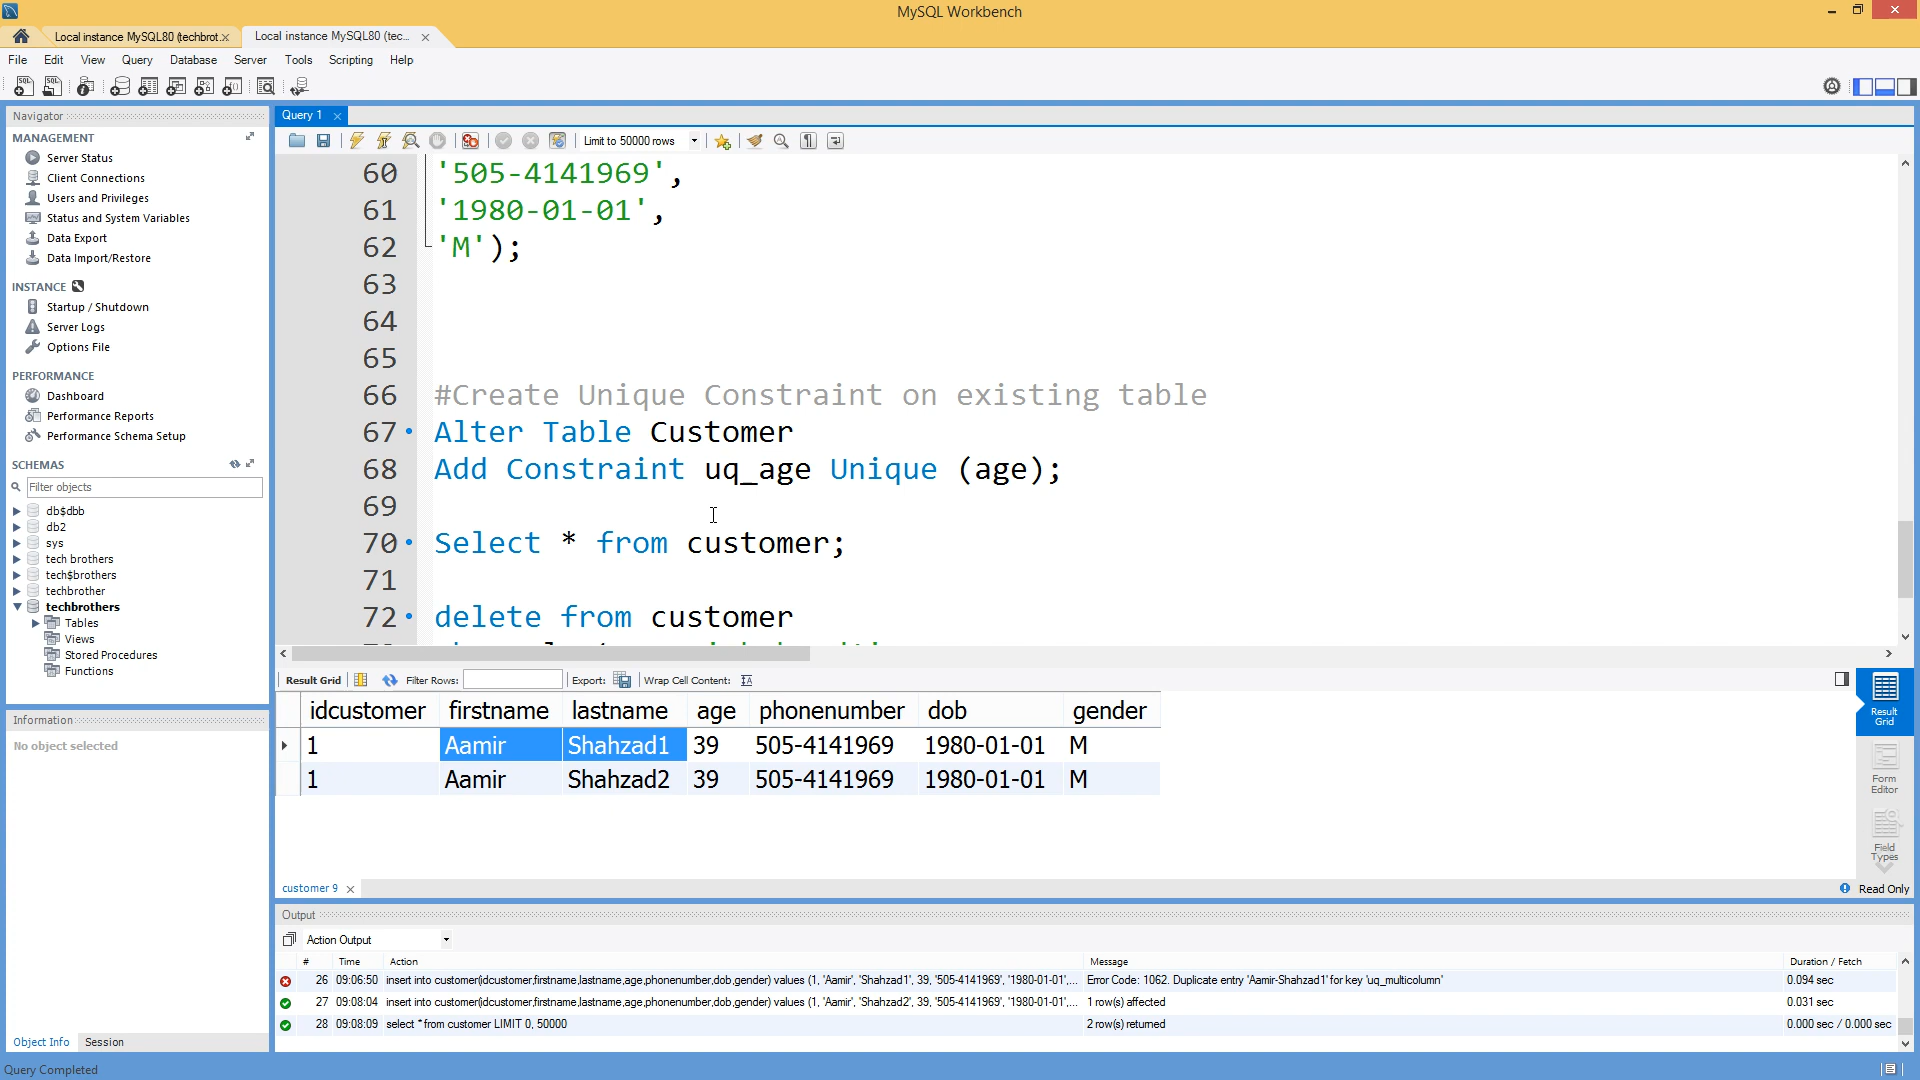 MySQL Workbench
Local instance MySQL80 (techbrot... x
Local instance MySQL80 (tec... x
File Edit View Query Database Server Tools Scripting Help
Navigator
MANAGEMENT
Server Status
Client Connections
Users and Privileges
Status and System Variables
Data Export
Data Import/Restore
INSTANCE
Startup / Shutdown
Server Logs
Options File
PERFORMANCE
Dashboard
Performance Reports
Performance Schema Setup
SCHEMAS
Filter objects
db$dbb
db2
sys
tech brothers
tech$brothers
techbrother
techbrothers
Tables
Views
Stored Procedures
Functions
Information
No object selected
Object Info Session
Query Completed
Query 1 x
Limit to 50000 rows
60 '505-4141969',
61 '1980-01-01',
62 'M');
63
64
65
66 #Create Unique Constraint on existing table
67 Alter Table Customer
68 Add Constraint uq_age Unique (age);
69
70 Select * from customer;
71
72 delete from customer
Result Grid Filter Rows: Export: Wrap Cell Content:
idcustomer firstname lastname age phonenumber dob gender
1 Aamir Shahzad1 39 505-4141969 1980-01-01 M
1 Aamir Shahzad2 39 505-4141969 1980-01-01 M
Result Grid
Form Editor
Field Types
customer 9 x
Read Only
Output
Action Output
# Time Action Message Duration / Fetch
26 09:06:50 insert into customer(idcustomer,firstname,lastname,age,phonenumber,dob,gender) values (1, 'Aamir', 'Shahzad1', 39, '505-4141969', '1980-01-01',... Error Code: 1062. Duplicate entry 'Aamir-Shahzad1' for key 'uq_multicolumn' 0.094 sec
27 09:08:04 insert into customer(idcustomer,firstname,lastname,age,phonenumber,dob,gender) values (1, 'Aamir', 'Shahzad2', 39, '505-4141969', '1980-01-01',... 1 row(s) affected 0.031 sec
28 09:08:09 select * from customer LIMIT 0, 50000 2 row(s) returned 0.000 sec / 0.000 sec